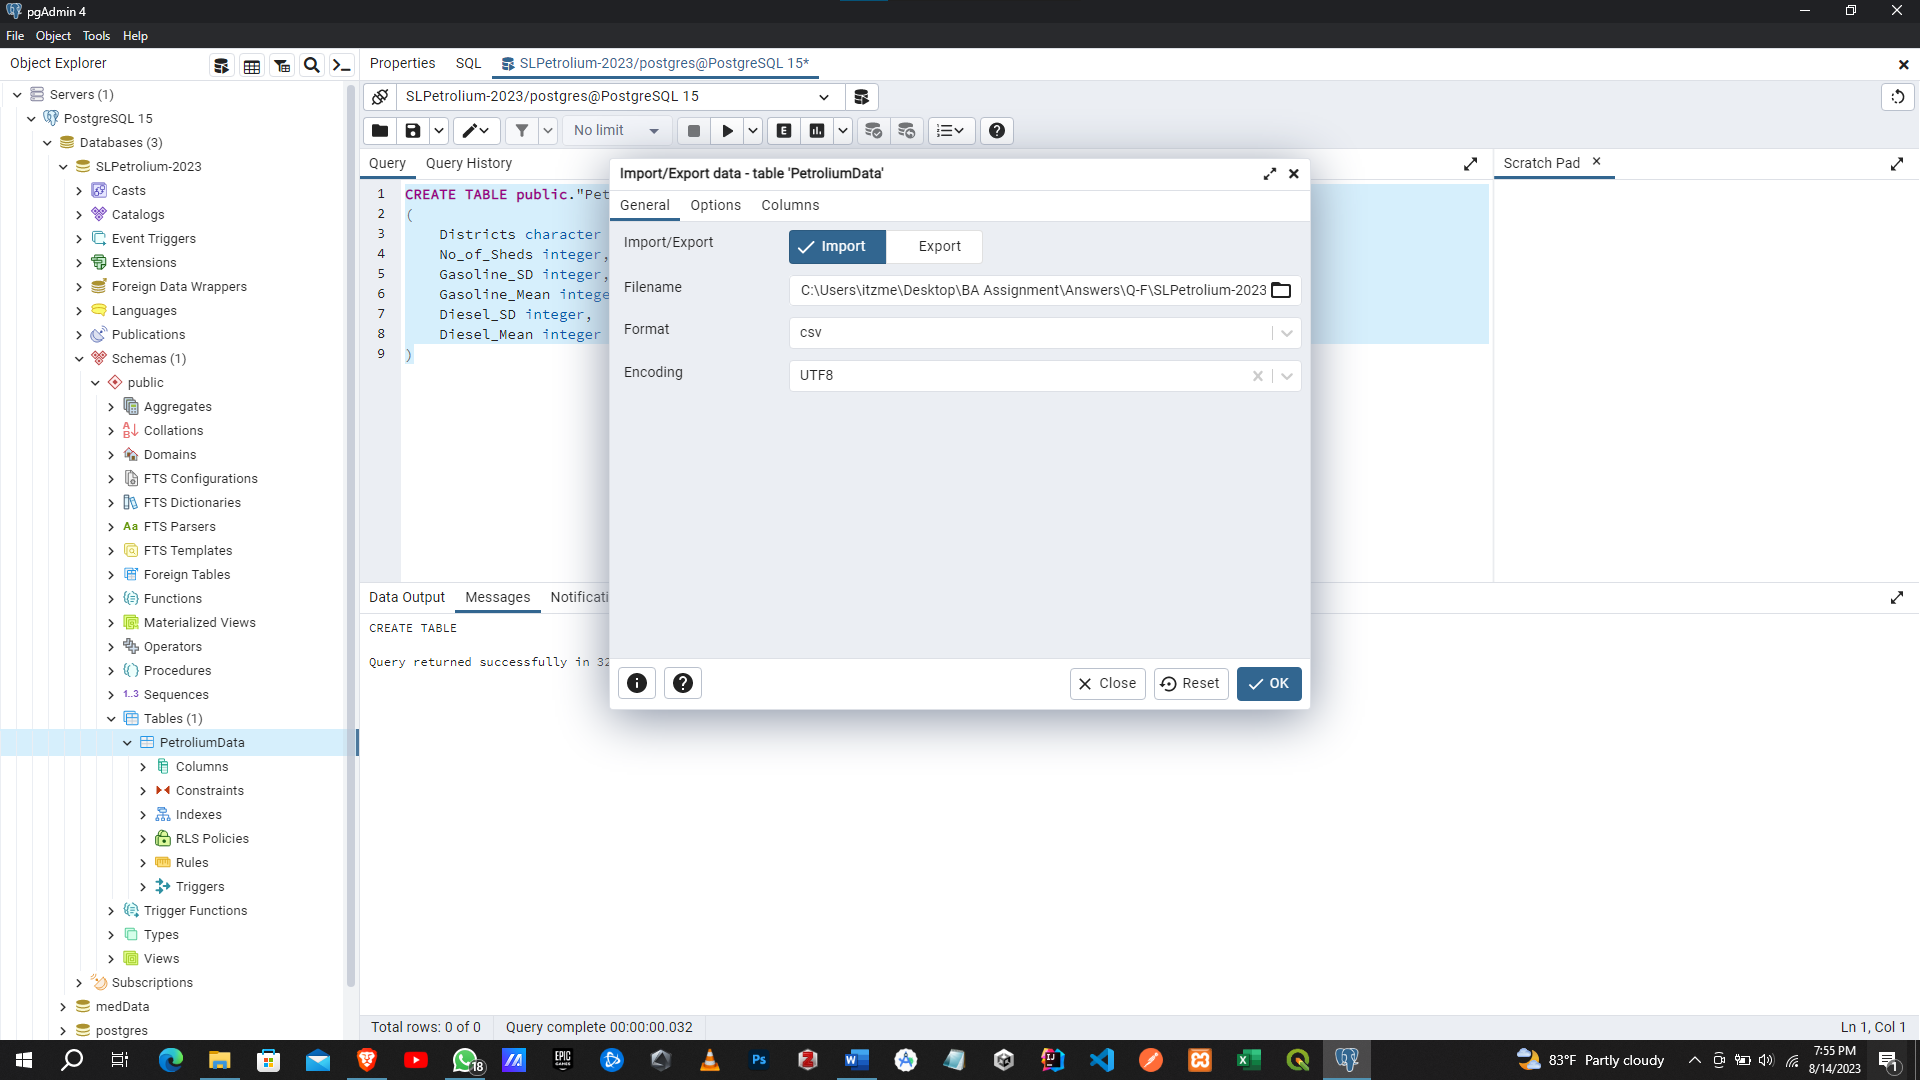 pgAdmin 4
File Object Tools Help
Object Explorer
Properties SQL SLPetrolium-2023/postgres@PostgreSQL 15*
Servers (1)
PostgreSQL 15
Databases (3)
SLPetrolium-2023
Casts
Catalogs
Event Triggers
Extensions
Foreign Data Wrappers
Languages
Publications
Schemas (1)
public
Aggregates
Collations
Domains
FTS Configurations
FTS Dictionaries
Aa FTS Parsers
FTS Templates
Foreign Tables
Functions
Materialized Views
Operators
Procedures
1..3 Sequences
Tables (1)
PetroliumData
Columns
Constraints
Indexes
RLS Policies
Rules
Triggers
Trigger Functions
Types
Views
Subscriptions
medData
postgres
SLPetrolium-2023/postgres@PostgreSQL 15
No limit
E
Query Query History
Scratch Pad
1 CREATE TABLE public."Pet
2 (
3 Districts character
4 No_of_Sheds integer,
5 Gasoline_SD integer,
6 Gasoline_Mean intege
7 Diesel_SD integer,
8 Diesel_Mean integer
9 )
Import/Export data - table 'PetroliumData'
General Options Columns
Import/Export Import Export
Filename C:\Users\itzme\Desktop\BA Assignment\Answers\Q-F\SLPetrolium-2023
Format csv
Encoding UTF8
Close Reset OK
Data Output Messages Notificati
CREATE TABLE
Query returned successfully in 32
Total rows: 0 of 0 Query complete 00:00:00.032
Ln 1, Col 1
18
EPIC GAMES
Ps
W
IJ
X
83°F Partly cloudy
7:55 PM
8/14/2023
1